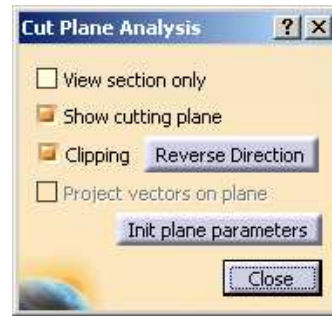 Cut Plane Analysis ? X
View section only
Show cutting plane
Clipping Reverse Direction
Project vectors on plane
Init plane parameters
Close